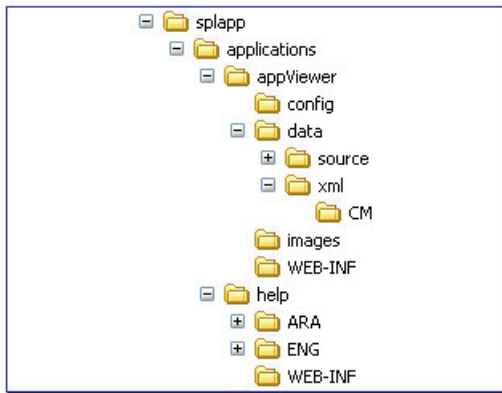 splapp
applications
appViewer
config
data
source
xml
CM
images
WEB-INF
help
ARA
ENG
WEB-INF